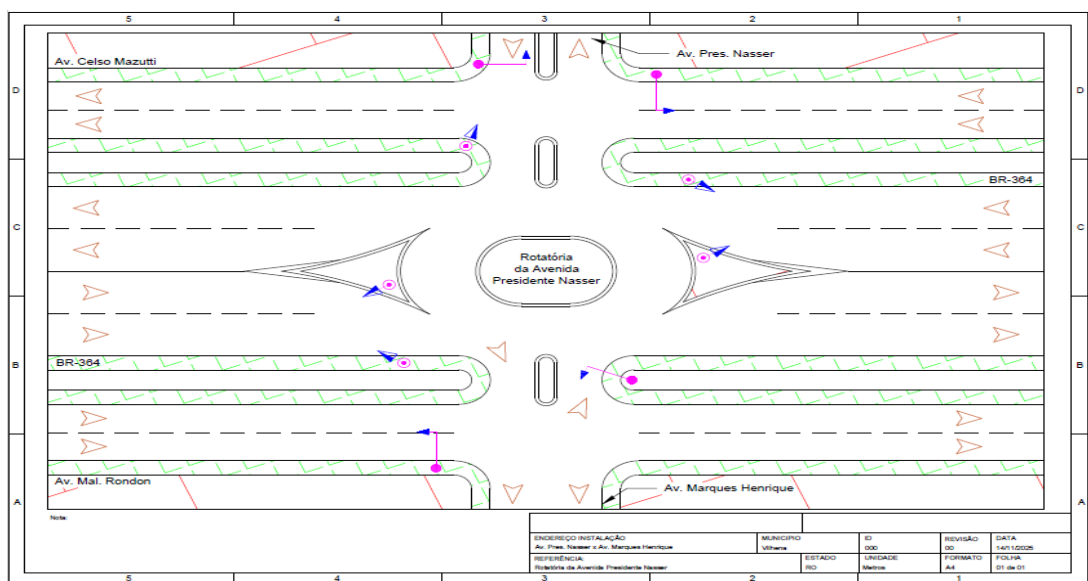 5 4 3 2 1
Av. Celso Mazutti
Av. Pres. Nasser
D D
BR-364
C C
Rotatória
da Avenida
Presidente Nasser
BR-364
B B
Av. Mal. Rondon
Av. Marques Henrique
A A
Nota:
ENDEREÇO INSTALAÇÃO MUNICIPIO ID REVISÃO DATA
Av. Pres. Nasser x Av. Marques Henrique Vilhena 000 00 14/11/2025
REFERÊNCIA: ESTADO UNIDADE FORMATO FOLHA
Rotatória da Avenida Presidente Nasser RO Metros A4 01 de 01
5 4 3 2 1